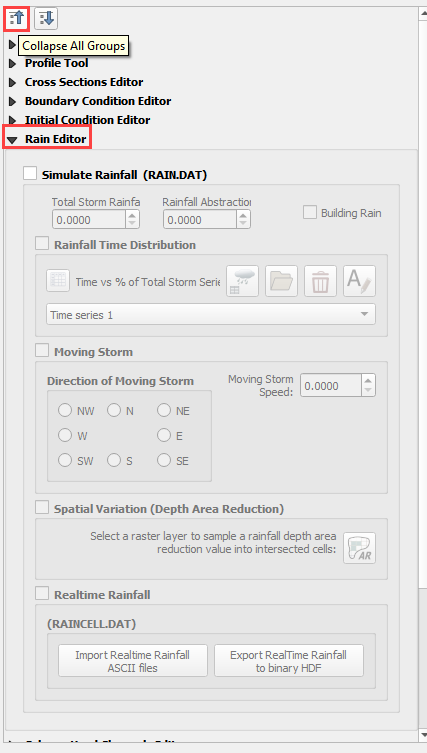 Collapse All Groups
Profile Tool
Cross Sections Editor
Boundary Condition Editor
Initial Condition Editor
Rain Editor
Simulate Rainfall (RAIN.DAT)
Total Storm Rainfa Rainfall Abstraction
0.0000 0.0000 Building Rain
Rainfall Time Distribution
Time vs % of Total Storm Serie
Time series 1
Moving Storm
Direction of Moving Storm
Moving Storm
Speed: 0.0000
NW N NE
W E
SW S SE
Spatial Variation (Depth Area Reduction)
Select a raster layer to sample a rainfall depth area
reduction value into intersected cells:
AR
Realtime Rainfall
(RAINCELL.DAT)
Import Realtime Rainfall
ASCII files
Export RealTime Rainfall
to binary HDF